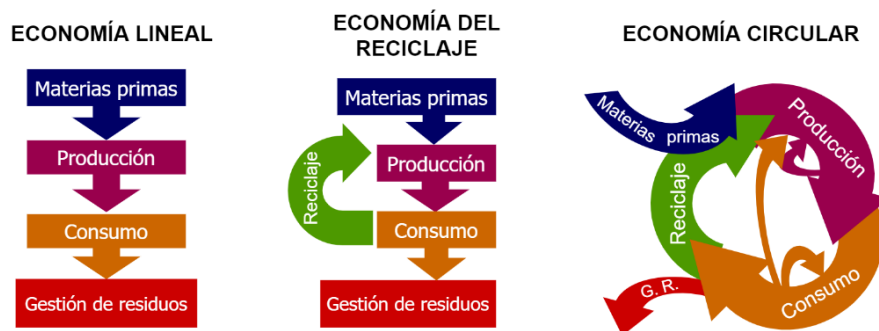 ECONOMÍA LINEAL
Materias primas
Producción
Consumo
Gestión de residuos
ECONOMÍA DEL
RECICLAJE
Materias primas
Producción
Reciclaje
Consumo
Gestión de residuos
ECONOMÍA CIRCULAR
Materias primas
Producción
Reciclaje
Consumo
G. R.